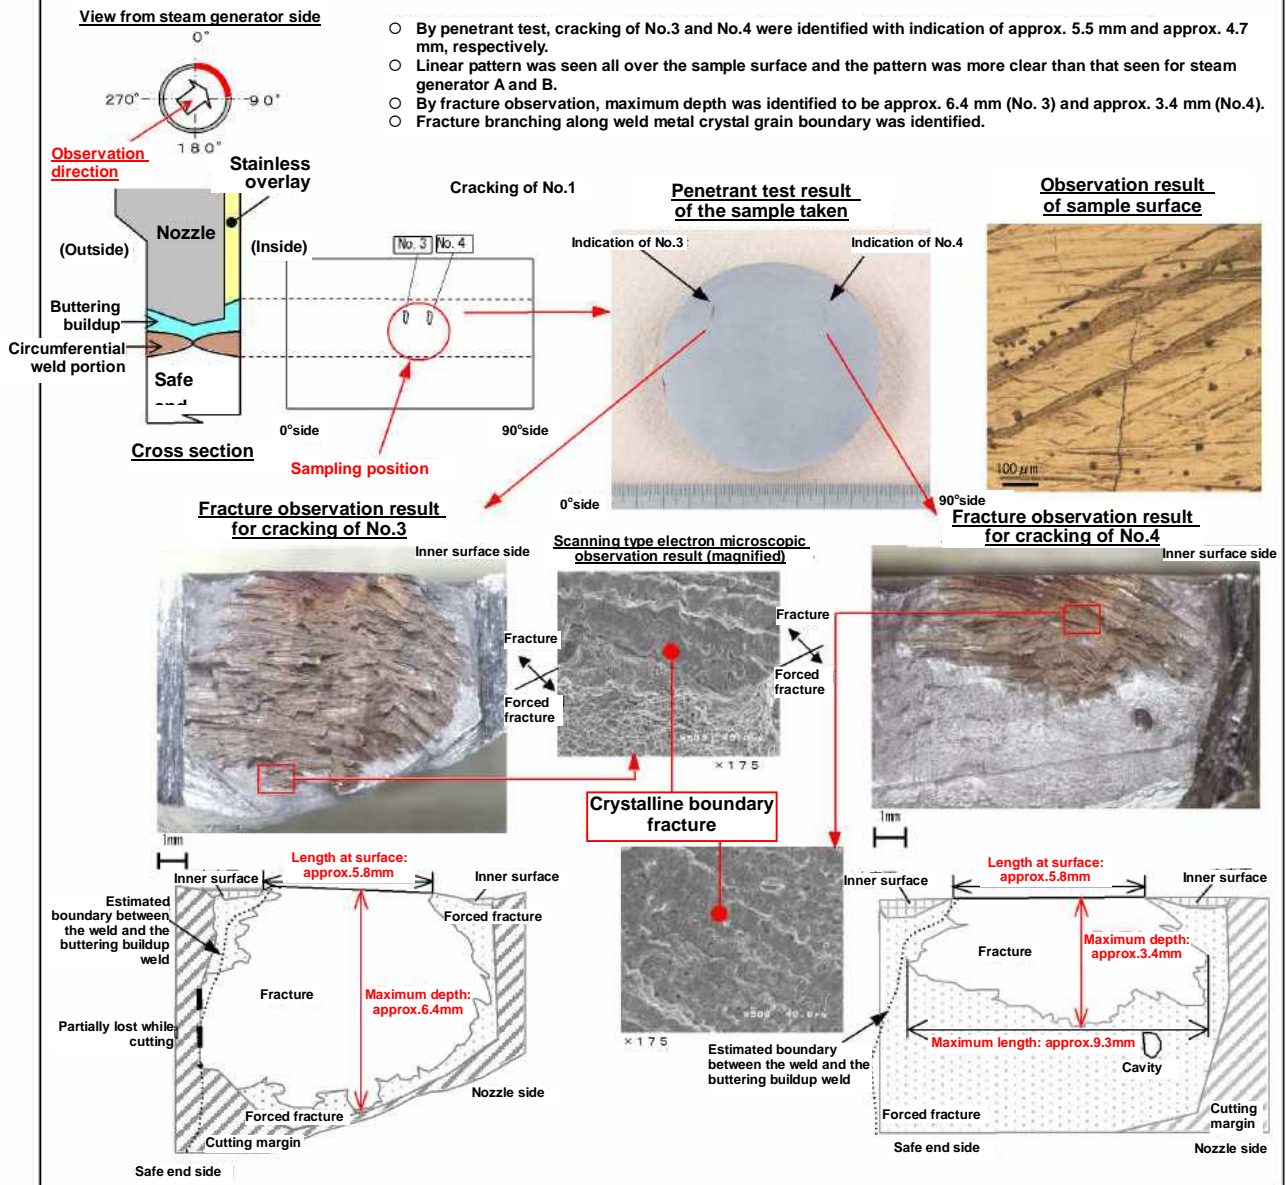 View from steam generator side
0°
270°
90°
180°
Observation
direction
○ By penetrant test, cracking of No.3 and No.4 were identified with indication of approx. 5.5 mm and approx. 4.7
mm, respectively.
○ Linear pattern was seen all over the sample surface and the pattern was more clear than that seen for steam
generator A and B.
○ By fracture observation, maximum depth was identified to be approx. 6.4 mm (No. 3) and approx. 3.4 mm (No.4).
○ Fracture branching along weld metal crystal grain boundary was identified.
Stainless
overlay
Nozzle
(Outside)
(Inside)
Buttering
buildup
Circumferential
weld portion
Safe
end
Cross section
Cracking of No.1
No. 3
No. 4
0°side
90°side
Sampling position
Penetrant test result
of the sample taken
Indication of No.3
Indication of No.4
0°side
90°side
Observation result
of sample surface
100μm
Fracture observation result
for cracking of No.3
Inner surface side
1mm
Scanning type electron microscopic
observation result (magnified)
Fracture
Forced
fracture
Fracture
Forced
fracture
×175
Crystalline boundary
fracture
×175
Fracture observation result
for cracking of No.4
Inner surface side
1mm
Length at surface:
approx.5.8mm
Inner surface
Inner surface
Estimated
boundary between
the weld and the
buttering buildup
weld
Forced fracture
Fracture
Maximum depth:
approx.6.4mm
Partially lost while
cutting
Nozzle side
Forced fracture
Cutting margin
Safe end side
Length at surface:
approx.5.8mm
Inner surface
Inner surface
Fracture
Maximum depth:
approx.3.4mm
Maximum length: approx.9.3mm
Estimated boundary
between the weld and the
buttering buildup weld
Cavity
Forced fracture
Cutting
margin
Safe end side
Nozzle side